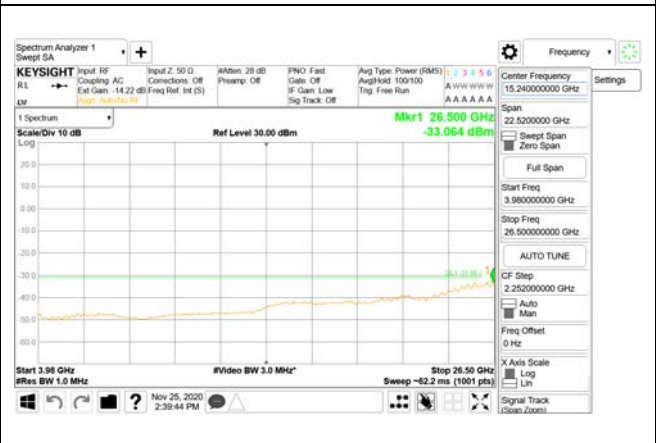 Spectrum Analyzer 1
Swept SA
+
Frequency
KEYSIGHT
RL
Input: RF
Coupling: AC
Ext Gain: -14.22 dB
Align: Auto/No RF
Input Z: 50 Ω
Corrections: Off
Freq Ref: Int (S)
#Atten: 28 dB
Preamp: Off
PNO: Fast
Gate: Off
IF Gain: Low
Sig Track: Off
Avg Type: Power (RMS)
Avg|Hold: 100/100
Trig: Free Run
1 2 3 4 5 6
A W W W W W
A A A A A A
1 Spectrum
Mkr1 26.500 GHz
-33.064 dBm
Scale/Div 10 dB
Ref Level 30.00 dBm
Log
20.0
10.0
0.00
-10.0
-20.0
-30.0
-40.0
-50.0
-60.0
1
Start 3.98 GHz
#Video BW 3.0 MHz*
Stop 26.50 GHz
#Res BW 1.0 MHz
Sweep ~62.2 ms (1001 pts)
Center Frequency
15.240000000 GHz
Settings
Span
22.5200000 GHz
Swept Span
Zero Span
Full Span
Start Freq
3.980000000 GHz
Stop Freq
26.500000000 GHz
AUTO TUNE
CF Step
2.252000000 GHz
Auto
Man
Freq Offset
0 Hz
X Axis Scale
Log
Lin
Signal Track
(Span Zoom)
?
Nov 25, 2020
2:39:44 PM